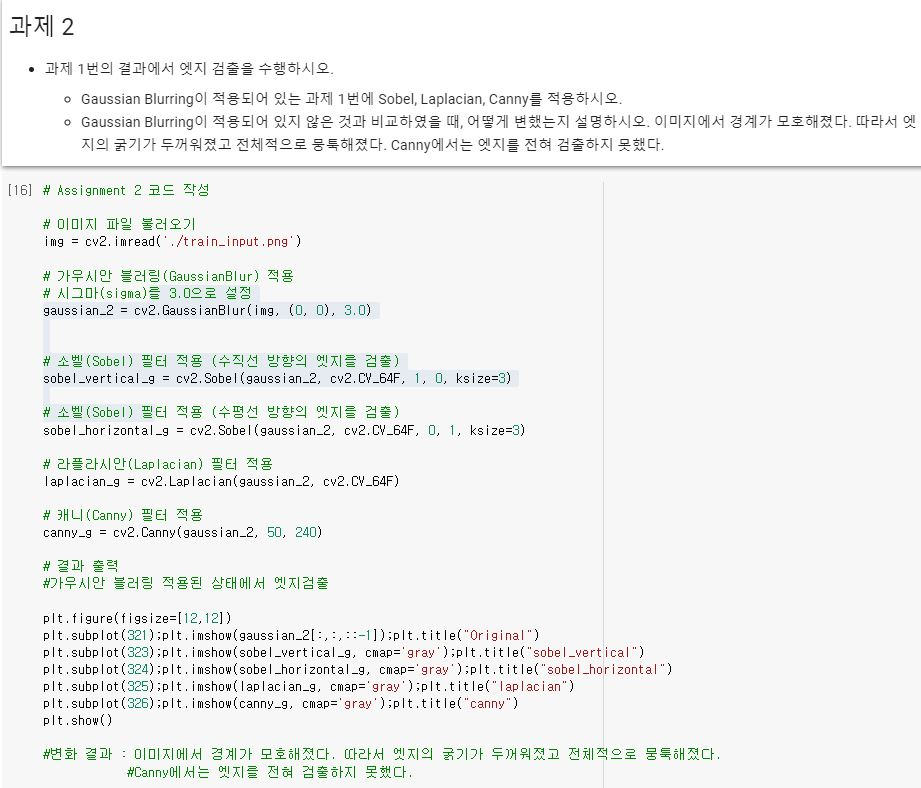 과제 2
• 과제 1번의 결과에서 엣지 검출을 수행하시오.
◦ Gaussian Blurring이 적용되어 있는 과제 1번에 Sobel, Laplacian, Canny를 적용하시오.
◦ Gaussian Blurring이 적용되어 있지 않은 것과 비교하였을 때, 어떻게 변했는지 설명하시오. 이미지에서 경계가 모호해졌다. 따라서 엣
지의 굵기가 두꺼워졌고 전체적으로 뭉툭해졌다. Canny에서는 엣지를 전혀 검출하지 못했다.
[16] # Assignment 2 코드 작성
# 이미지 파일 불러오기
img = cv2.imread('./train_input.png')
# 가우시안 블러링(GaussianBlur) 적용
# 시그마(sigma)를 3.0으로 설정
gaussian_2 = cv2.GaussianBlur(img, (0, 0), 3.0)
# 소벨(Sobel) 필터 적용 (수직선 방향의 엣지를 검출)
sobel_vertical_g = cv2.Sobel(gaussian_2, cv2.CV_64F, 1, 0, ksize=3)
# 소벨(Sobel) 필터 적용 (수평선 방향의 엣지를 검출)
sobel_horizontal_g = cv2.Sobel(gaussian_2, cv2.CV_64F, 0, 1, ksize=3)
# 라플라시안(Laplacian) 필터 적용
laplacian_g = cv2.Laplacian(gaussian_2, cv2.CV_64F)
# 캐니(Canny) 필터 적용
canny_g = cv2.Canny(gaussian_2, 50, 240)
# 결과 출력
#가우시안 블러링 적용된 상태에서 엣지검출
plt.figure(figsize=[12,12])
plt.subplot(321);plt.imshow(gaussian_2[:,:,::-1]);plt.title("Original")
plt.subplot(323);plt.imshow(sobel_vertical_g, cmap='gray');plt.title("sobel_vertical")
plt.subplot(324);plt.imshow(sobel_horizontal_g, cmap='gray');plt.title("sobel_horizontal")
plt.subplot(325);plt.imshow(laplacian_g, cmap='gray');plt.title("laplacian")
plt.subplot(326);plt.imshow(canny_g, cmap='gray');plt.title("canny")
plt.show()
#변화 결과 : 이미지에서 경계가 모호해졌다. 따라서 엣지의 굵기가 두꺼워졌고 전체적으로 뭉툭해졌다.
#Canny에서는 엣지를 전혀 검출하지 못했다.